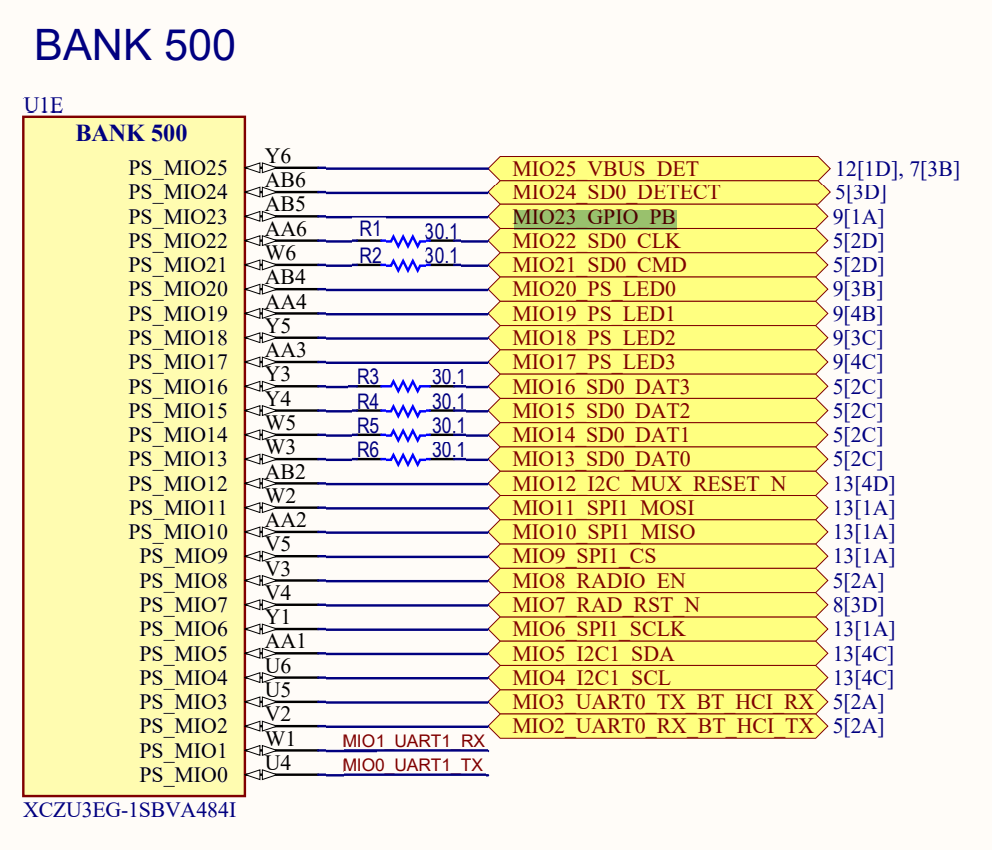 BANK 500
U1E
BANK 500
PS_MIO25 Y6 MIO25_VBUS_DET 12[1D], 7[3B]
PS_MIO24 AB6 MIO24_SD0_DETECT 5[3D]
PS_MIO23 AB5 MIO23_GPIO_PB 9[1A]
PS_MIO22 AA6 R1 30.1 MIO22_SD0_CLK 5[2D]
PS_MIO21 W6 R2 30.1 MIO21_SD0_CMD 5[2D]
PS_MIO20 AB4 MIO20_PS_LED0 9[3B]
PS_MIO19 AA4 MIO19_PS_LED1 9[4B]
PS_MIO18 Y5 MIO18_PS_LED2 9[3C]
PS_MIO17 AA3 MIO17_PS_LED3 9[4C]
PS_MIO16 Y3 R3 30.1 MIO16_SD0_DAT3 5[2C]
PS_MIO15 Y4 R4 30.1 MIO15_SD0_DAT2 5[2C]
PS_MIO14 W5 R5 30.1 MIO14_SD0_DAT1 5[2C]
PS_MIO13 W3 R6 30.1 MIO13_SD0_DAT0 5[2C]
PS_MIO12 AB2 MIO12_I2C_MUX_RESET_N 13[4D]
PS_MIO11 W2 MIO11_SPI1_MOSI 13[1A]
PS_MIO10 AA2 MIO10_SPI1_MISO 13[1A]
PS_MIO9 V5 MIO9_SPI1_CS 13[1A]
PS_MIO8 V3 MIO8_RADIO_EN 5[2A]
PS_MIO7 V4 MIO7_RAD_RST_N 8[3D]
PS_MIO6 Y1 MIO6_SPI1_SCLK 13[1A]
PS_MIO5 AA1 MIO5_I2C1_SDA 13[4C]
PS_MIO4 U6 MIO4_I2C1_SCL 13[4C]
PS_MIO3 U5 MIO3_UART0_TX_BT_HCI_RX 5[2A]
PS_MIO2 V2 MIO2_UART0_RX_BT_HCI_TX 5[2A]
PS_MIO1 W1 MIO1_UART1_RX
PS_MIO0 U4 MIO0_UART1_TX
XCZU3EG-1SBVA484I